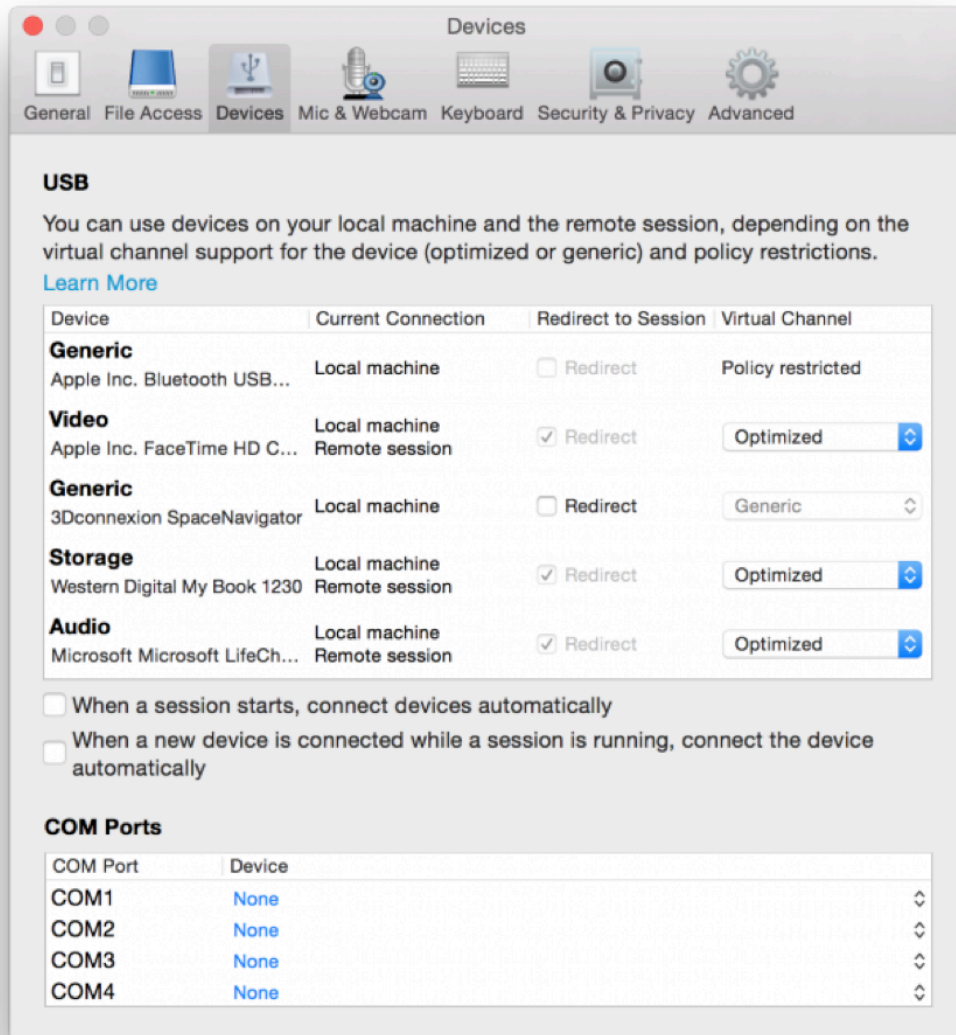 Devices
General File Access Devices Mic & Webcam Keyboard Security & Privacy Advanced
USB
You can use devices on your local machine and the remote session, depending on the
virtual channel support for the device (optimized or generic) and policy restrictions.
Learn More
Device Current Connection Redirect to Session Virtual Channel
Generic
Apple Inc. Bluetooth USB... Local machine Redirect Policy restricted
Video
Apple Inc. FaceTime HD C... Local machine Remote session Redirect Optimized
Generic
3Dconnexion SpaceNavigator Local machine Redirect Generic
Storage
Western Digital My Book 1230 Local machine Remote session Redirect Optimized
Audio
Microsoft Microsoft LifeCh... Local machine Remote session Redirect Optimized
When a session starts, connect devices automatically
When a new device is connected while a session is running, connect the device
automatically
COM Ports
COM Port Device
COM1 None
COM2 None
COM3 None
COM4 None